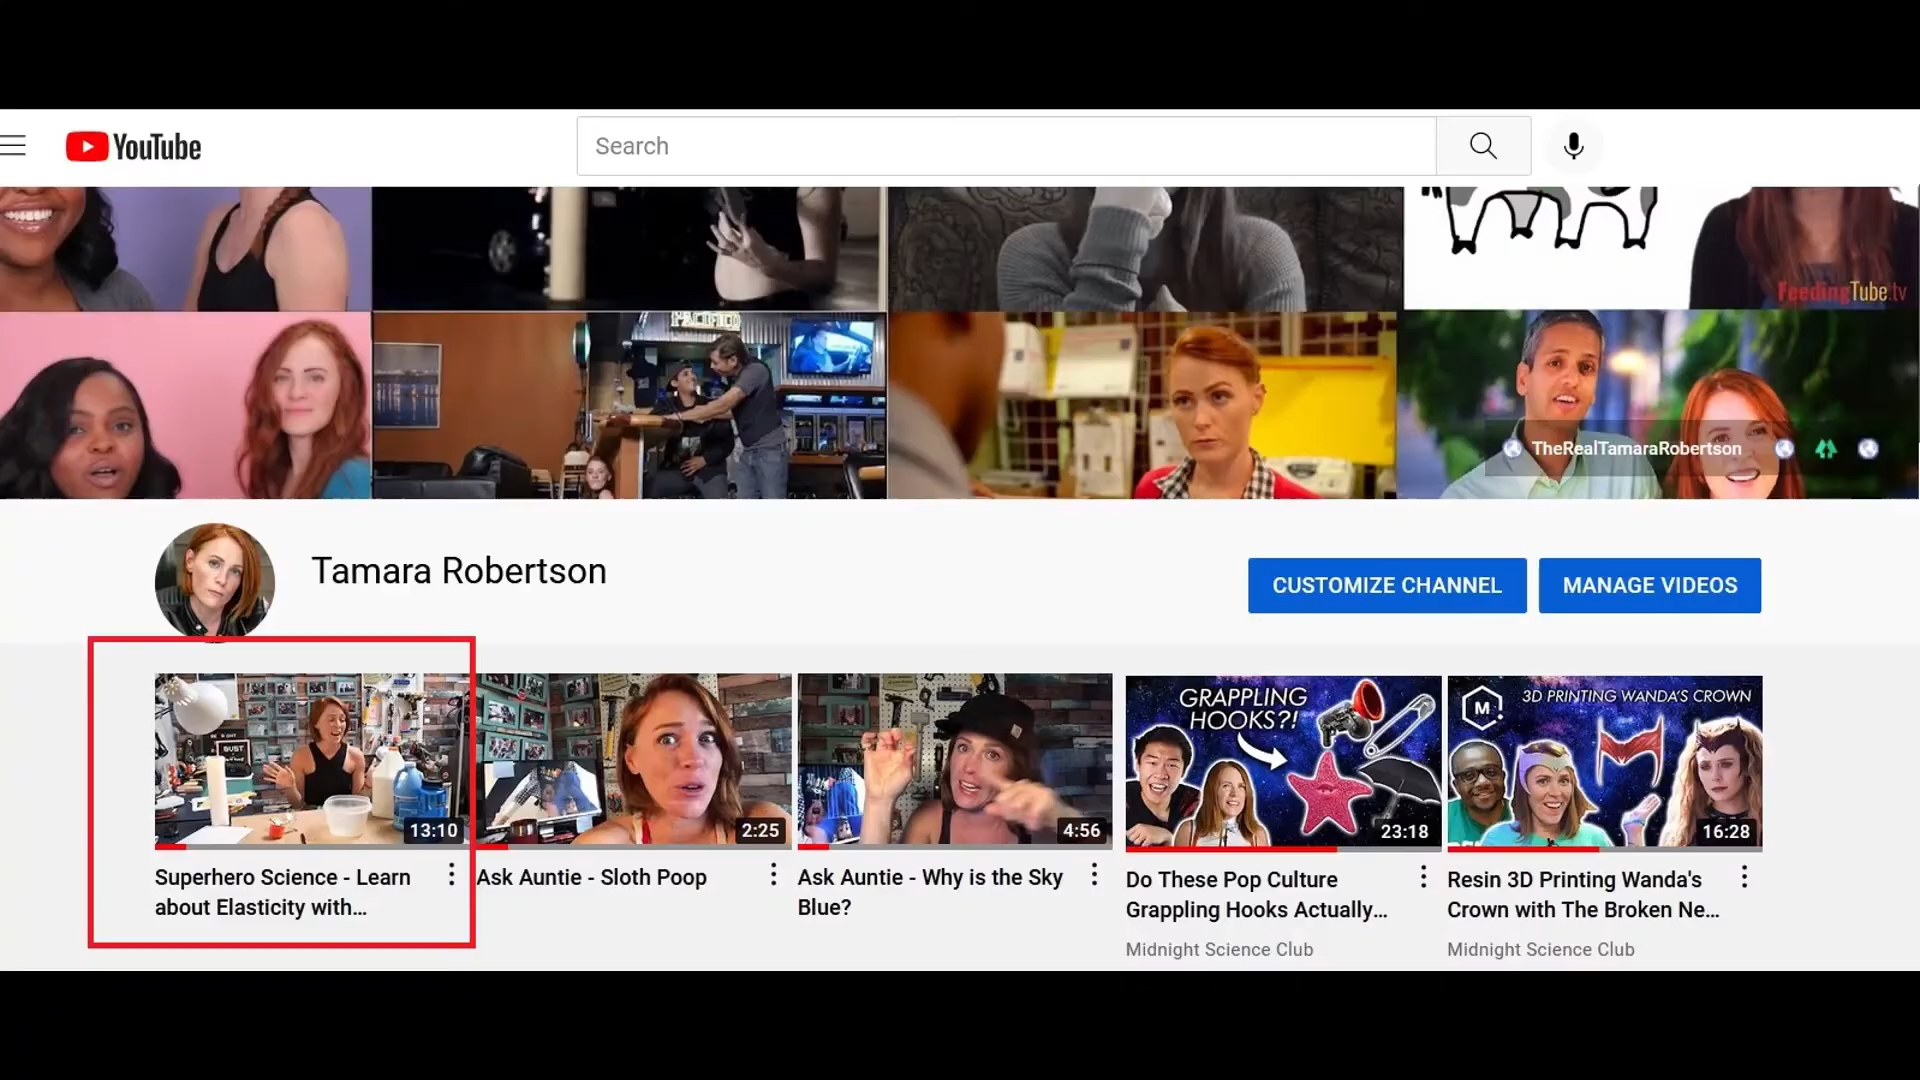 YouTube
Search
FeedingTube.tv
PACIFICO
TheRealTamaraRobertson
Tamara Robertson
CUSTOMIZE CHANNEL
MANAGE VIDEOS
BUST
13:10
2:25
4:56
GRAPPLING
HOOKS?!
23:18
M
3D PRINTING WANDA'S CROWN
16:28
Superhero Science - Learn
about Elasticity with...
Ask Auntie - Sloth Poop
Ask Auntie - Why is the Sky
Blue?
Do These Pop Culture
Grappling Hooks Actually...
Midnight Science Club
Resin 3D Printing Wanda's
Crown with The Broken Ne...
Midnight Science Club